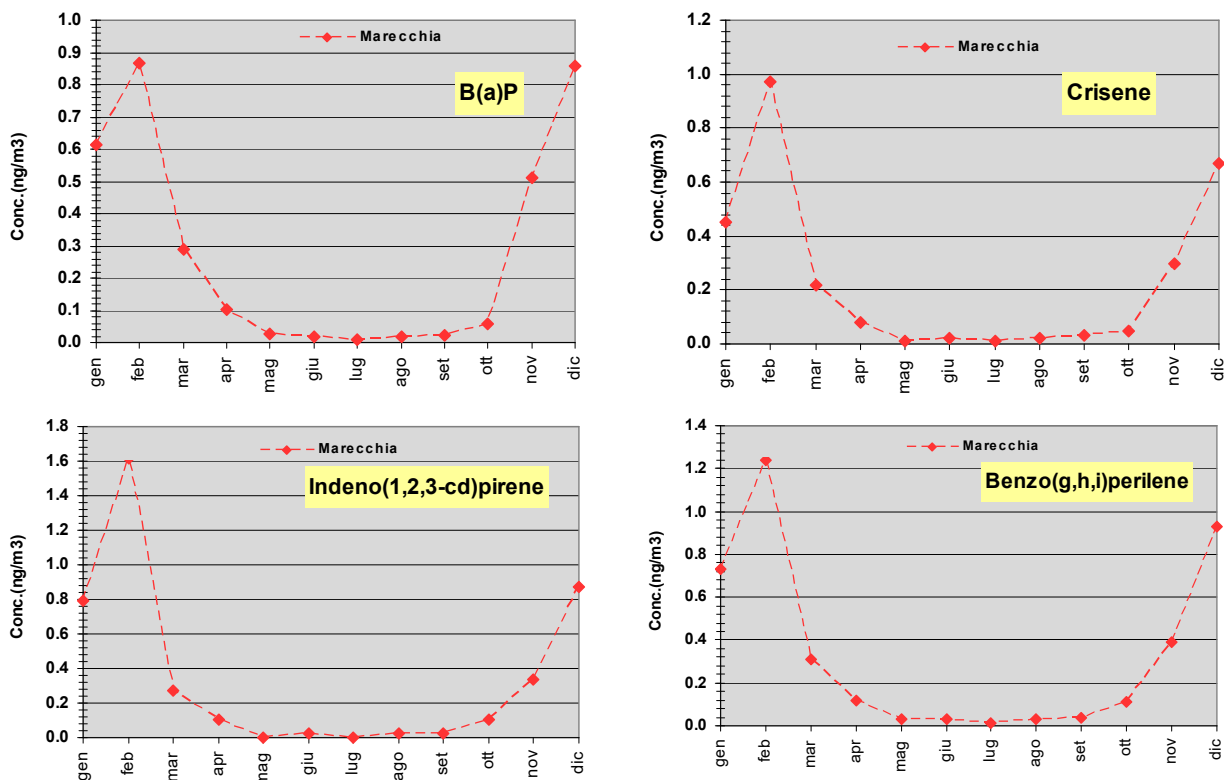 1.0
0.9
0.8
0.7
0.6
0.5
0.4
0.3
0.2
0.1
0.0
Conc.(ng/m3)
Marecchia
B(a)P
gen feb mar apr mag giu lug ago set ott nov dic
1.2
1.0
0.8
0.6
0.4
0.2
0.0
Conc.(ng/m3)
Marecchia
Crisene
gen feb mar apr mag giu lug ago set ott nov dic
1.8
1.6
1.4
1.2
1.0
0.8
0.6
0.4
0.2
0.0
Conc.(ng/m3)
Marecchia
Indeno(1,2,3-cd)pirene
gen feb mar apr mag giu lug ago set ott nov dic
1.4
1.2
1.0
0.8
0.6
0.4
0.2
0.0
Conc.(ng/m3)
Marecchia
Benzo(g,h,i)perilene
gen feb mar apr mag giu lug ago set ott nov dic